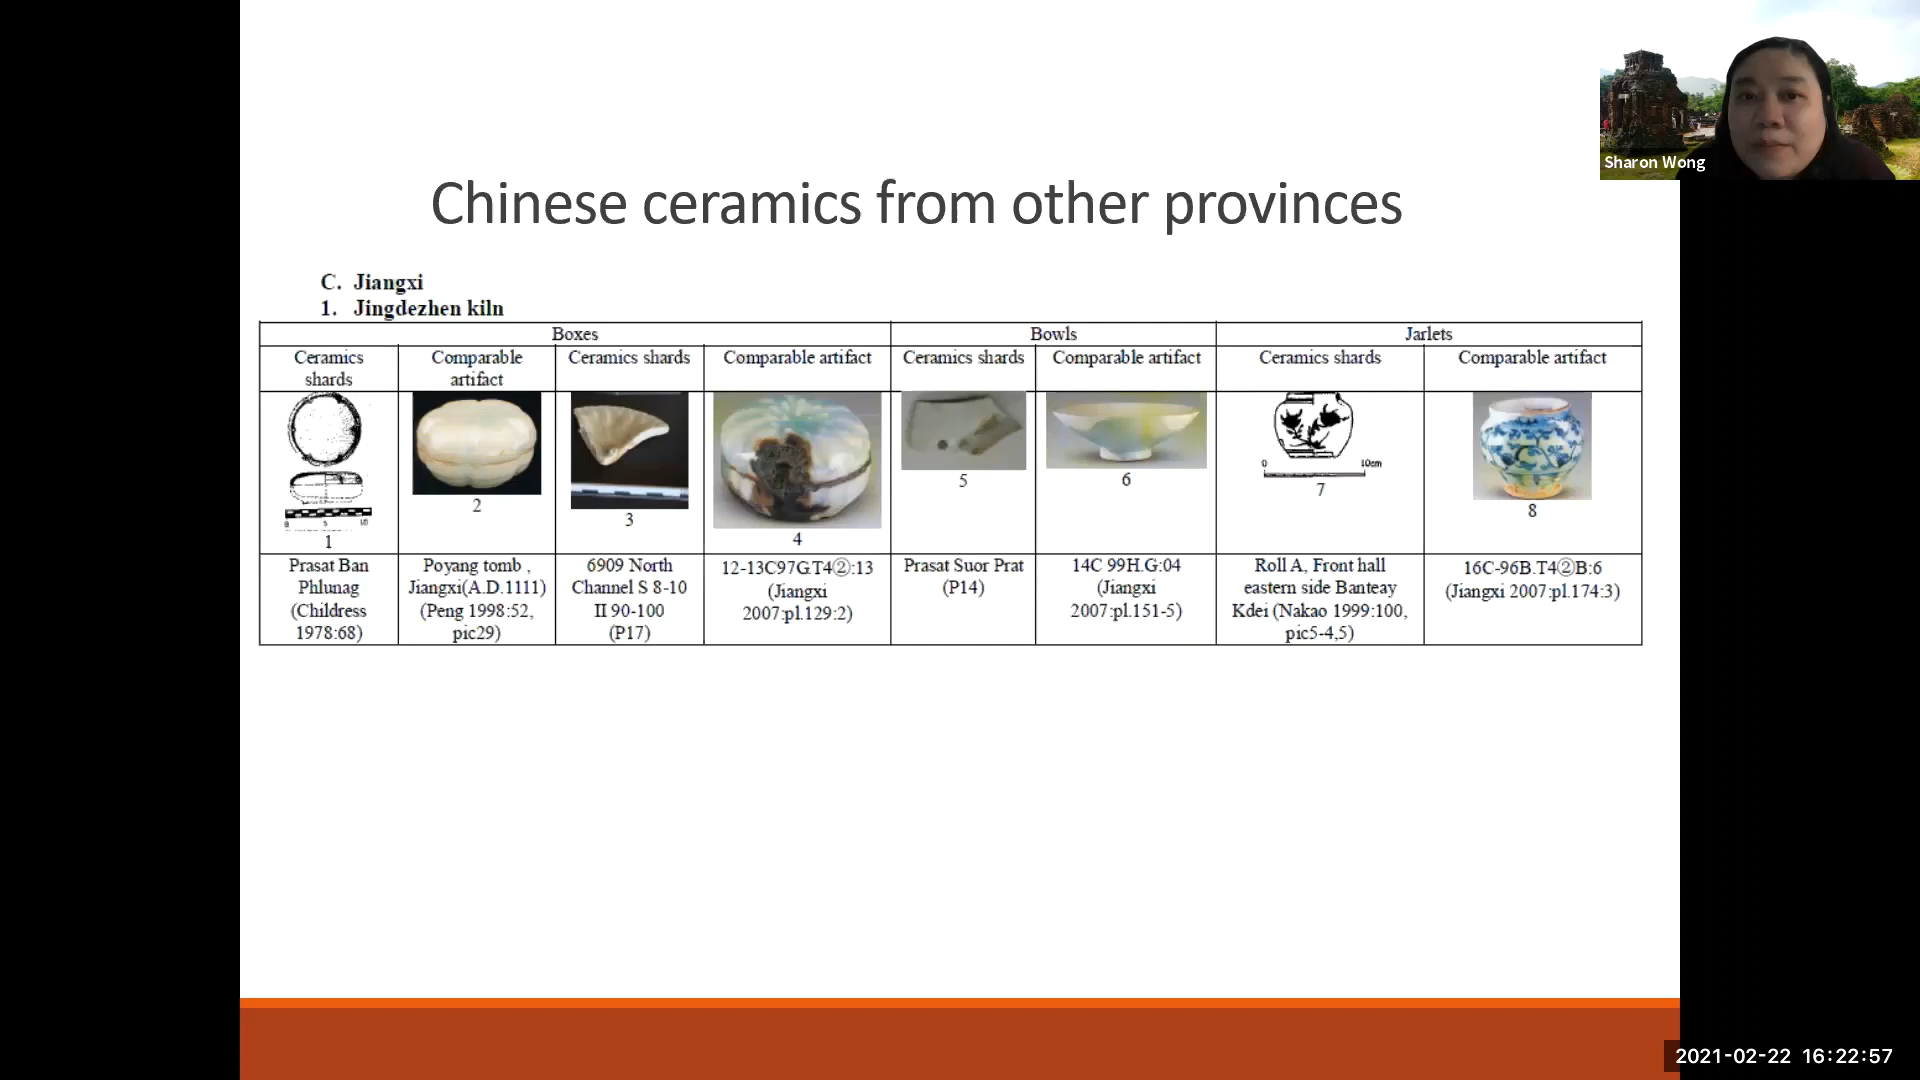 Sharon Wong
Chinese ceramics from other provinces
C. Jiangxi
1. Jingdezhen kiln
Boxes
Bowls
Jarlets
Ceramics
shards
Comparable
artifact
Ceramics shards
Comparable artifact
Ceramics shards
Comparable artifact
Ceramics shards
Comparable artifact
0 5 10
1
2
3
4
5
6
0 10cm
7
8
Prasat Ban
Phlunag
(Childress
1978:68)
Poyang tomb ,
Jiangxi(A.D.1111)
(Peng 1998:52,
pic29)
6909 North
Channel S 8-10
II 90-100
(P17)
12-13C97G.T4②:13
(Jiangxi
2007:pl.129:2)
Prasat Suor Prat
(P14)
14C 99H.G:04
(Jiangxi
2007:pl.151-5)
Roll A, Front hall
eastern side Banteay
Kdei (Nakao 1999:100,
pic5-4,5)
16C-96B.T4②B:6
(Jiangxi 2007:pl.174:3)
2021-02-22 16:22:57